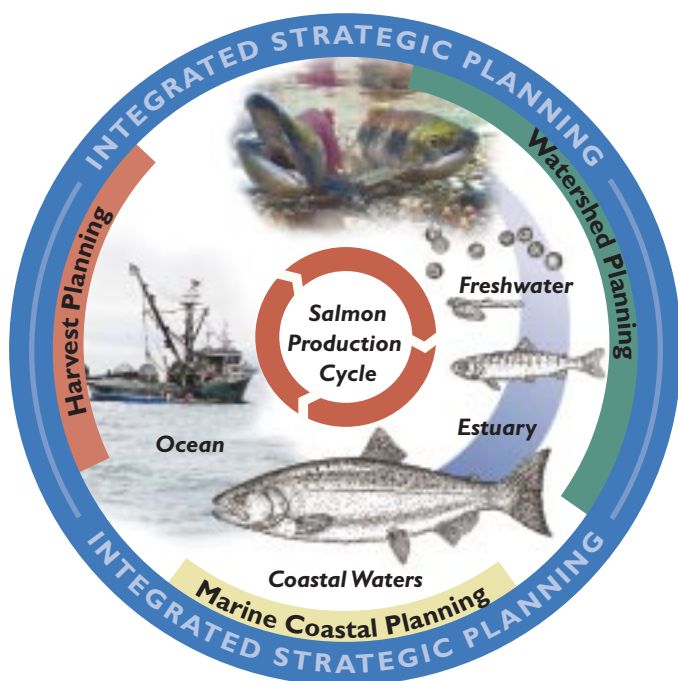 INTEGRATED STRATEGIC PLANNING
Watershed Planning
Harvest Planning
Freshwater
Salmon
Production
Cycle
Estuary
Ocean
Coastal Waters
Marine Coastal Planning
INTEGRATED STRATEGIC PLANNING